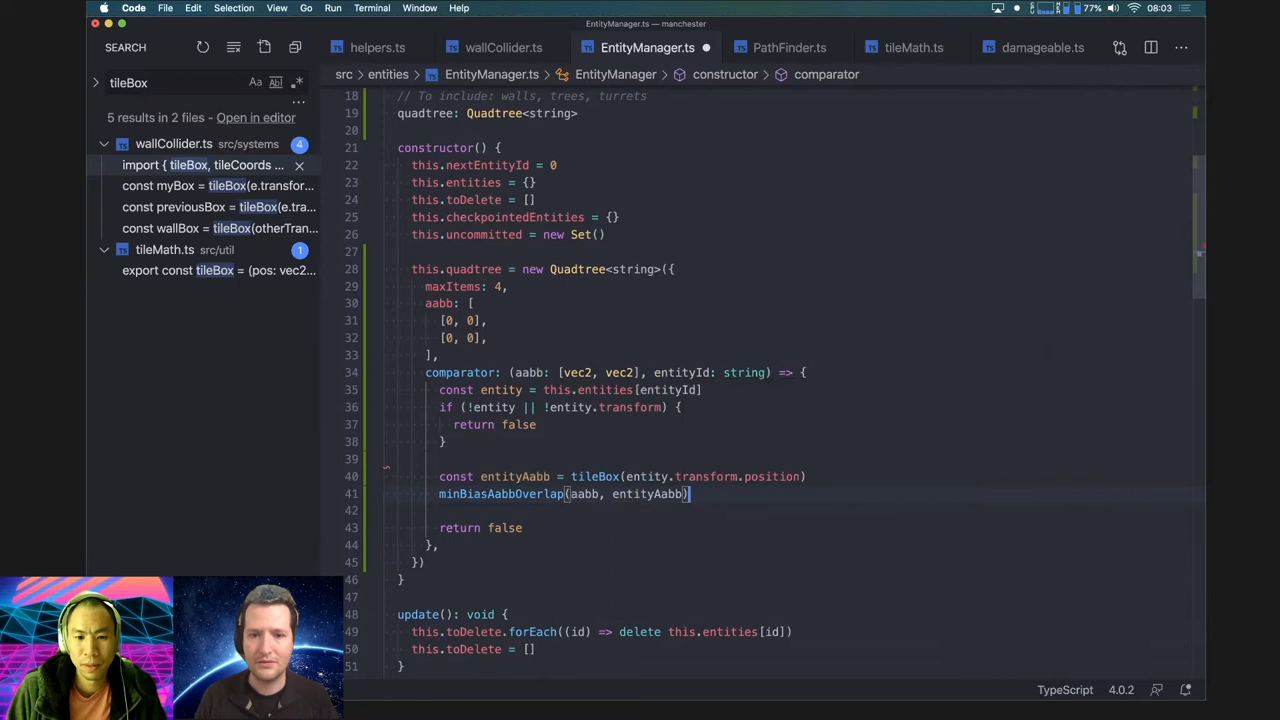 Code File Edit Selection View Go Run Terminal Window Help 77% 08:03
EntityManager.ts — manchester
SEARCH
helpers.ts
wallCollider.ts
EntityManager.ts
PathFinder.ts
tileMath.ts
damageable.ts
src > entities > EntityManager.ts > EntityManager > constructor > comparator
tileBox
Aa Abl .*
5 results in 2 files - Open in editor
wallCollider.ts src/systems 4
import { tileBox, tileCoords ...
const myBox = tileBox(e.transfor...
const previousBox = tileBox(e.tra...
const wallBox = tileBox(otherTran...
tileMath.ts src/util 1
export const tileBox = (pos: vec2...
18 // To include: walls, trees, turrets
19 quadtree: Quadtree<string>
20
21 constructor() {
22 this.nextEntityId = 0
23 this.entities = {}
24 this.toDelete = []
25 this.checkpointedEntities = {}
26 this.uncommitted = new Set()
27
28 this.quadtree = new Quadtree<string>({
29 maxItems: 4,
30 aabb: [
31 [0, 0],
32 [0, 0],
33 ],
34 comparator: (aabb: [vec2, vec2], entityId: string) => {
35 const entity = this.entities[entityId]
36 if (!entity || !entity.transform) {
37 return false
38 }
39
40 const entityAabb = tileBox(entity.transform.position)
41 minBiasAabbOverlap(aabb, entityAabb)
42
43 return false
44 },
45 })
46 }
47
48 update(): void {
49 this.toDelete.forEach((id) => delete this.entities[id])
50 this.toDelete = []
51 }
TypeScript 4.0.2